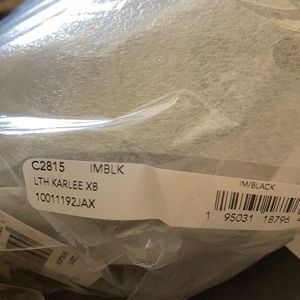 C2815 IMBLK
LTH KARLEE XB
10011192JAX
IM/BLACK
1 95031 18796